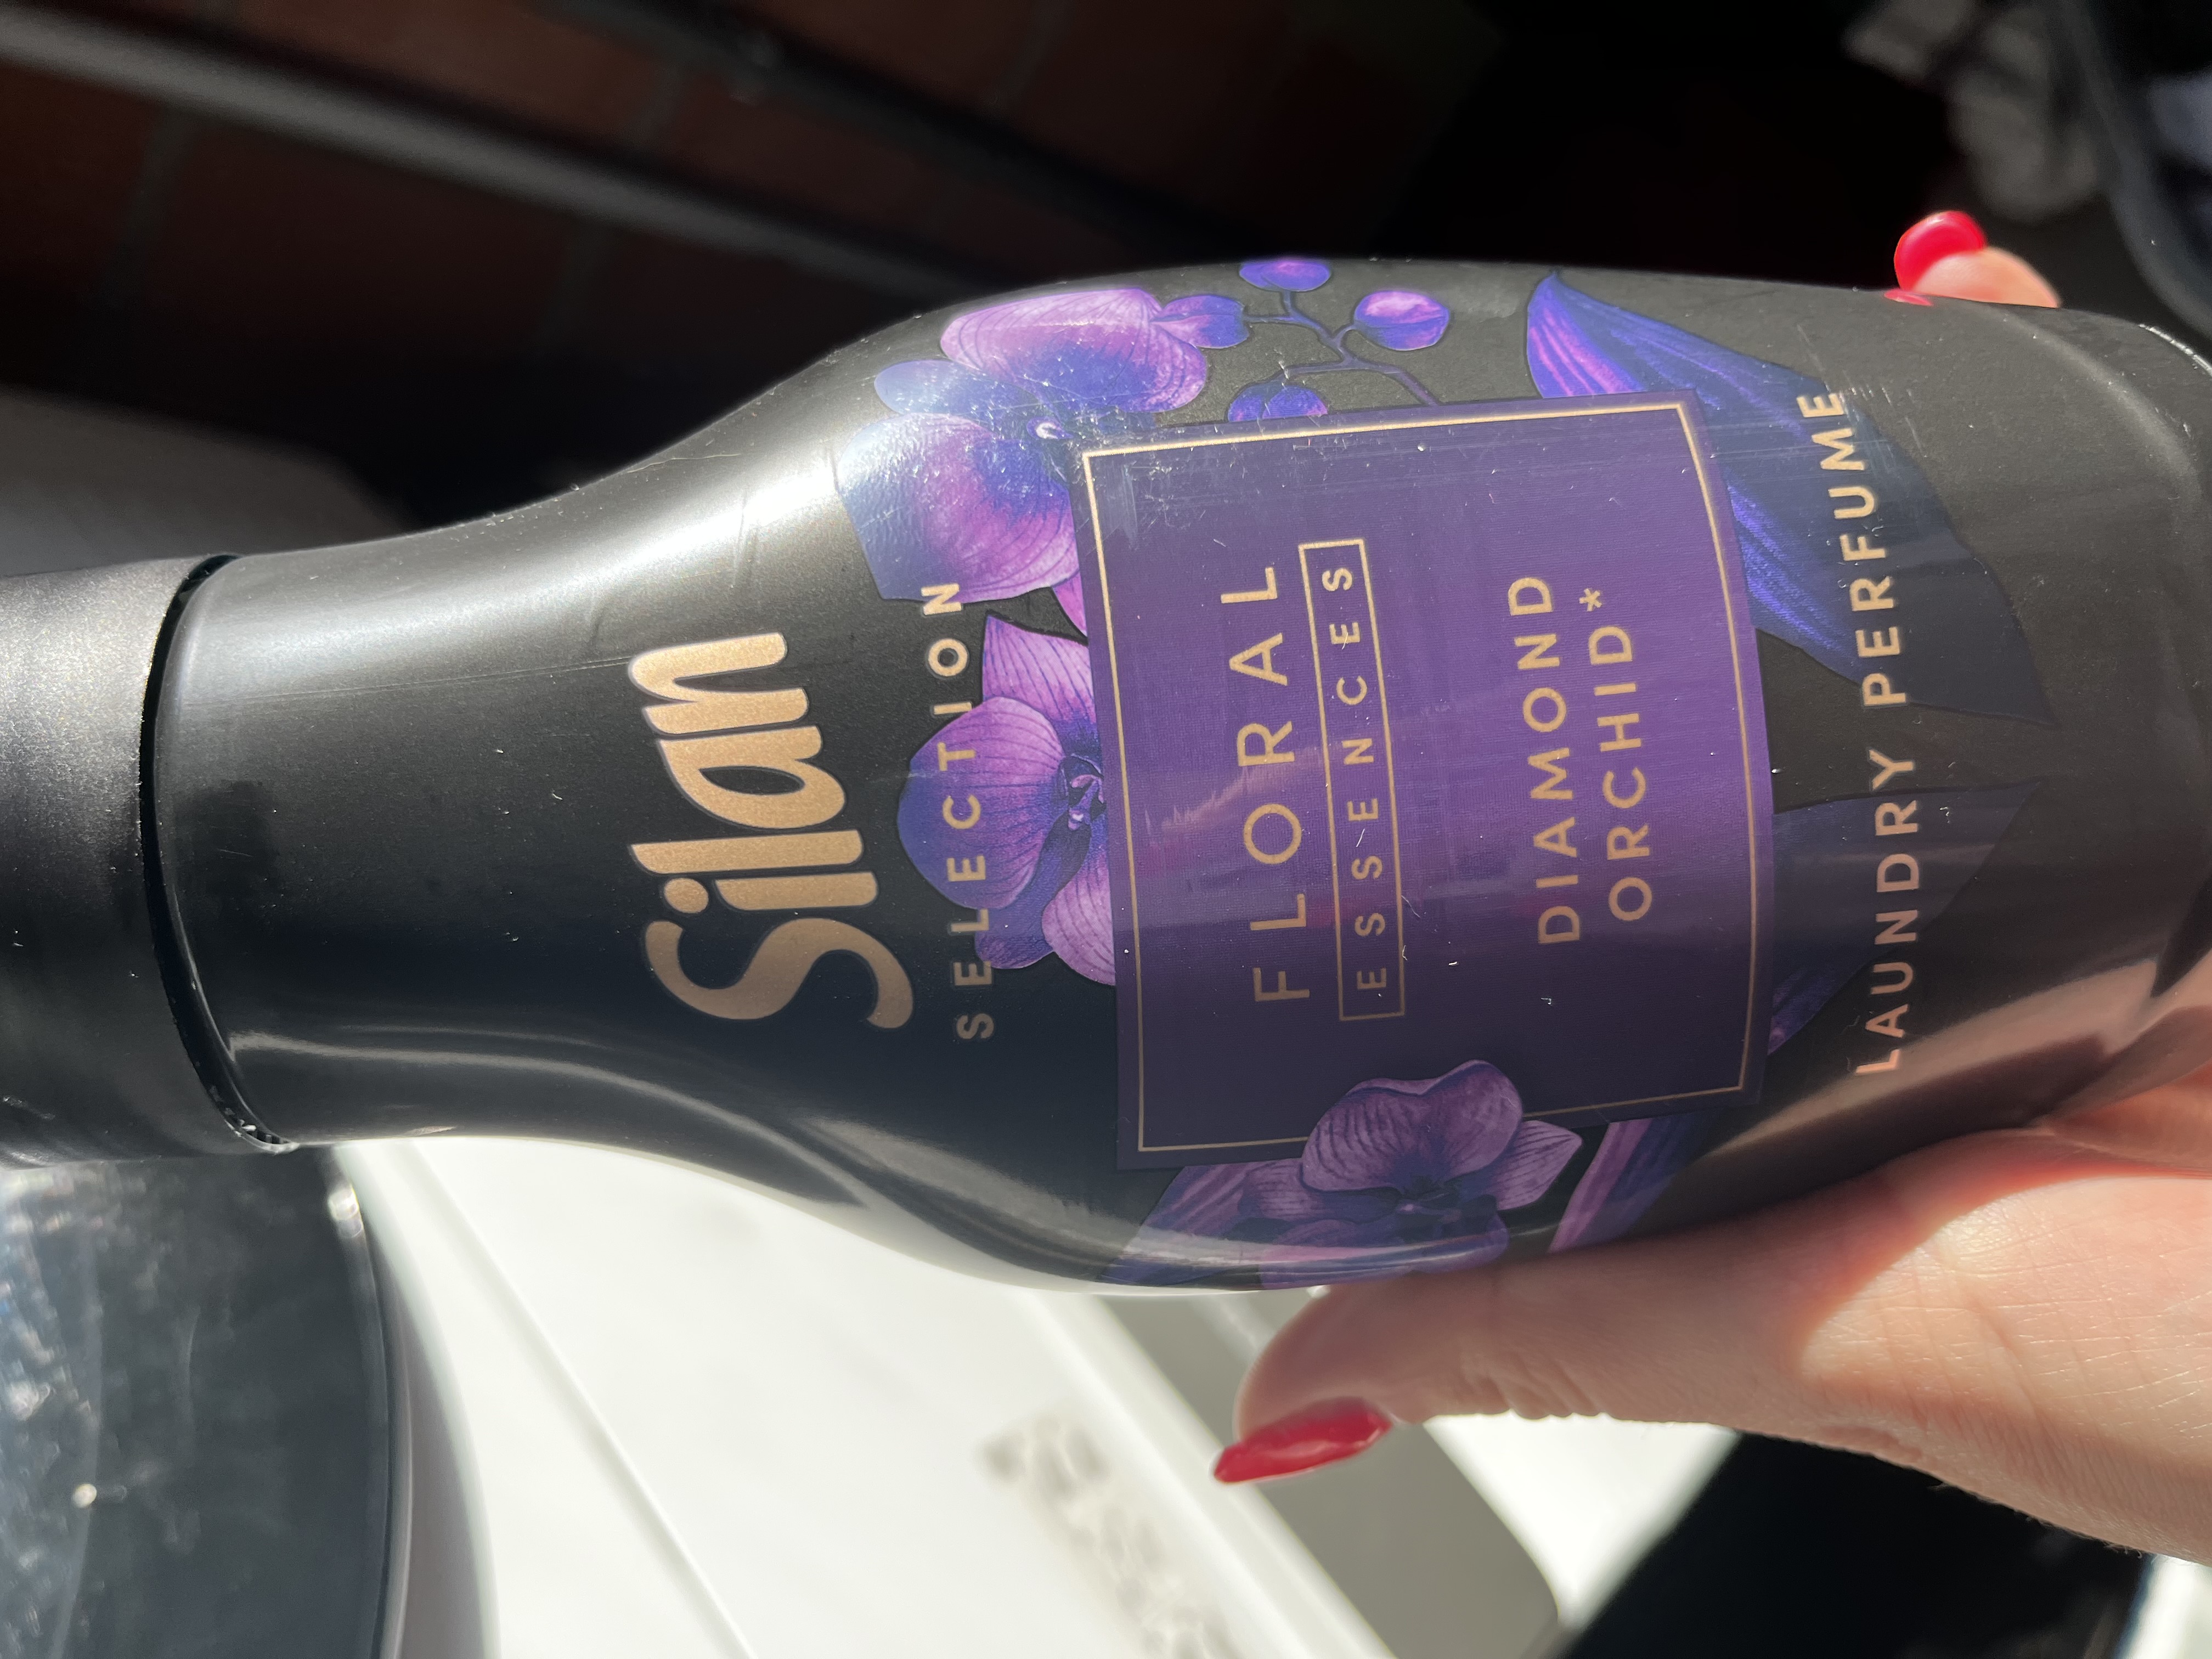 Silan
SELECTION
FLORAL
ESSENCES
DIAMOND
ORCHID*
LAUNDRY PERFUME